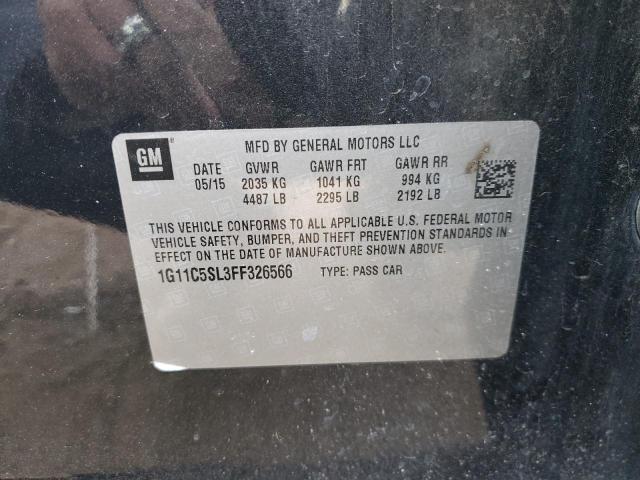 GM
MFD BY GENERAL MOTORS LLC
DATE GVWR GAWR FRT GAWR RR
05/15 2035 KG 1041 KG 994 KG
4487 LB 2295 LB 2192 LB
THIS VEHICLE CONFORMS TO ALL APPLICABLE U.S. FEDERAL MOTOR
VEHICLE SAFETY, BUMPER, AND THEFT PREVENTION STANDARDS IN
EFFECT ON THE DATE OF MANUFACTURE SHOWN ABOVE.
1G11C5SL3FF326566 TYPE: PASS CAR